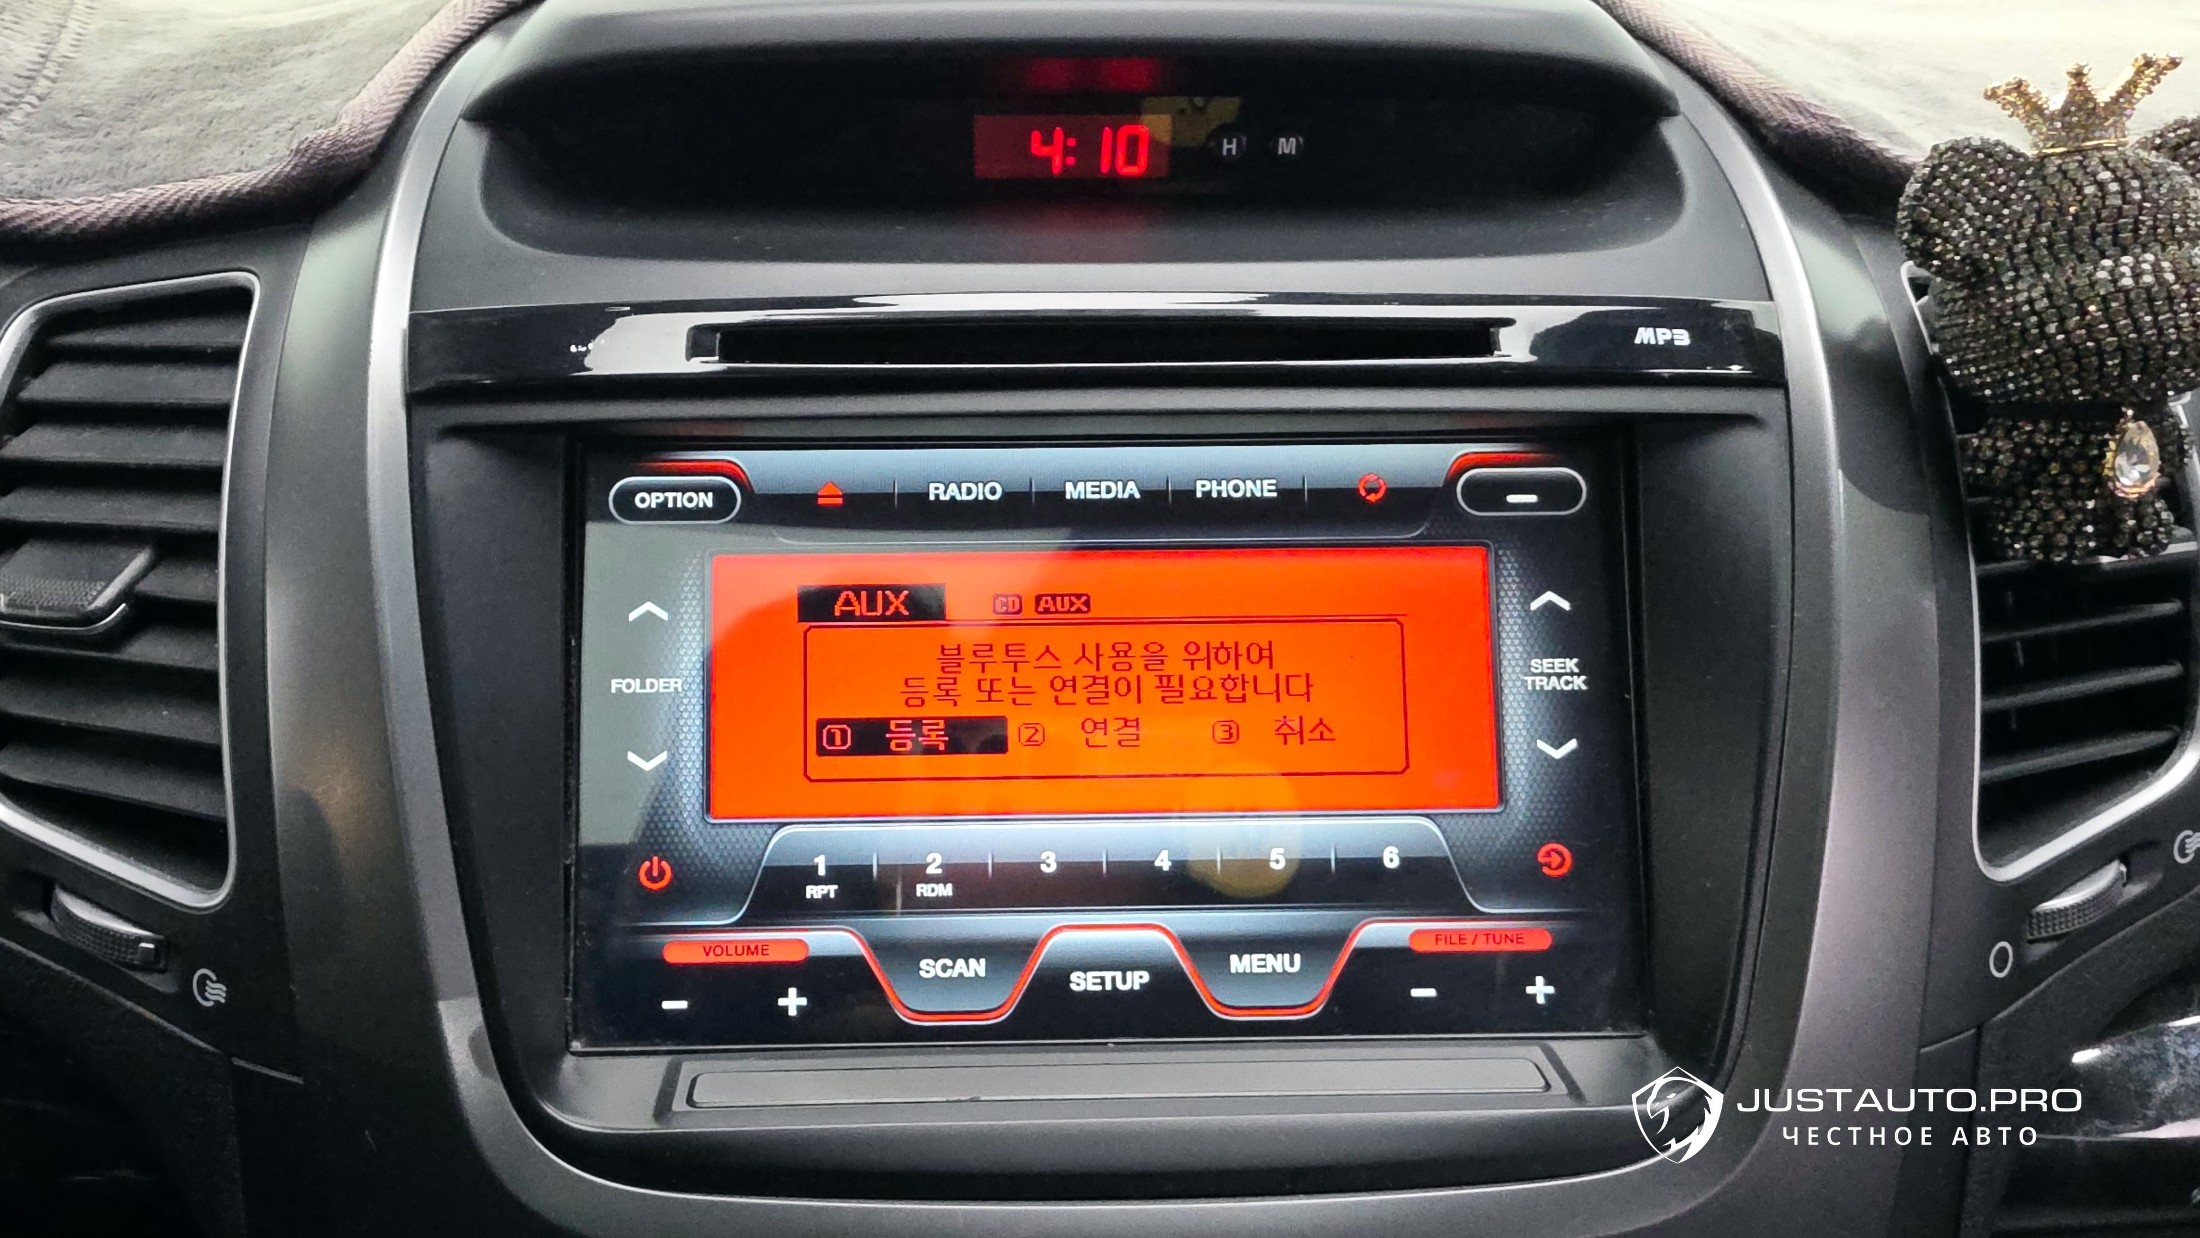 4:10 H M
MP3
OPTION RADIO MEDIA PHONE
AUX CD AUX
블루투스 사용을 위하여
등록 또는 연결이 필요합니다
① 등록 ② 연결 ③ 취소
FOLDER
SEEK
TRACK
1 2 3 4 5 6
RPT RDM
VOLUME SCAN SETUP MENU FILE / TUNE
- + - +
JUSTAUTO.PRO
ЧЕСТНОЕ АВТО